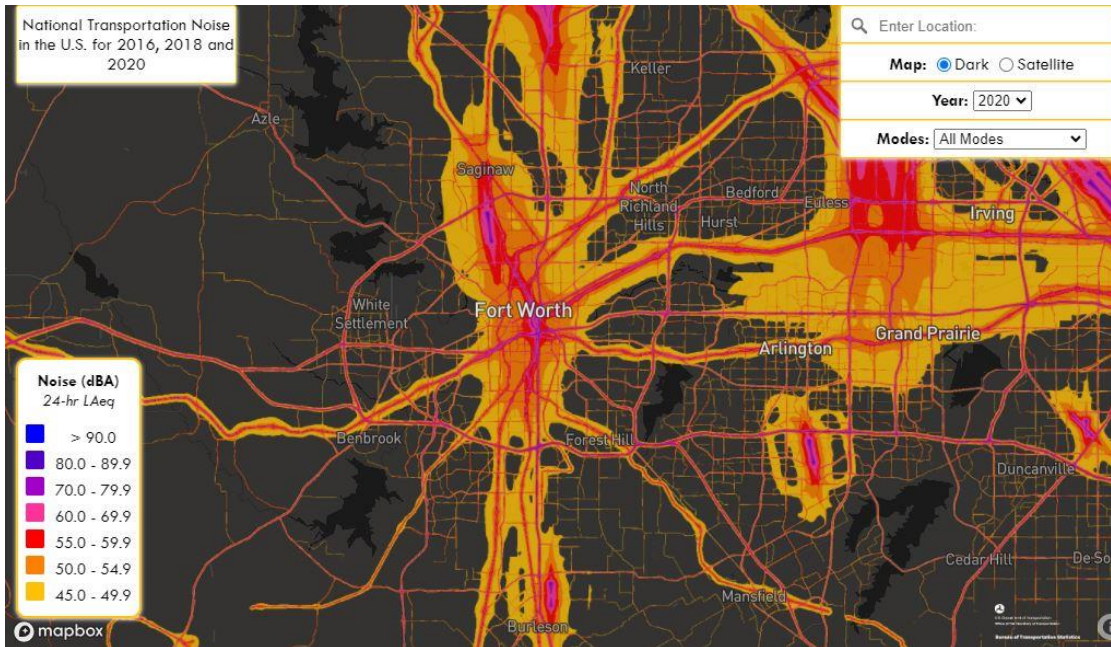 National Transportation Noise
in the U.S. for 2016, 2018 and
2020
Enter Location:
Map: Dark Satellite
Year: 2020
Modes: All Modes
Keller
Azle
Saginaw
North
Richland
Hills
Bedford
Hurst
Euless
Irving
White
Settlement
Fort Worth
Arlington
Grand Prairie
Benbrook
Forest Hill
Duncanville
Cedar Hill
De So
Mansfield
Burleson
Noise (dBA)
24-hr LAeq
> 90.0
80.0 - 89.9
70.0 - 79.9
60.0 - 69.9
55.0 - 59.9
50.0 - 54.9
45.0 - 49.9
mapbox
Bureau of Transportation Statistics